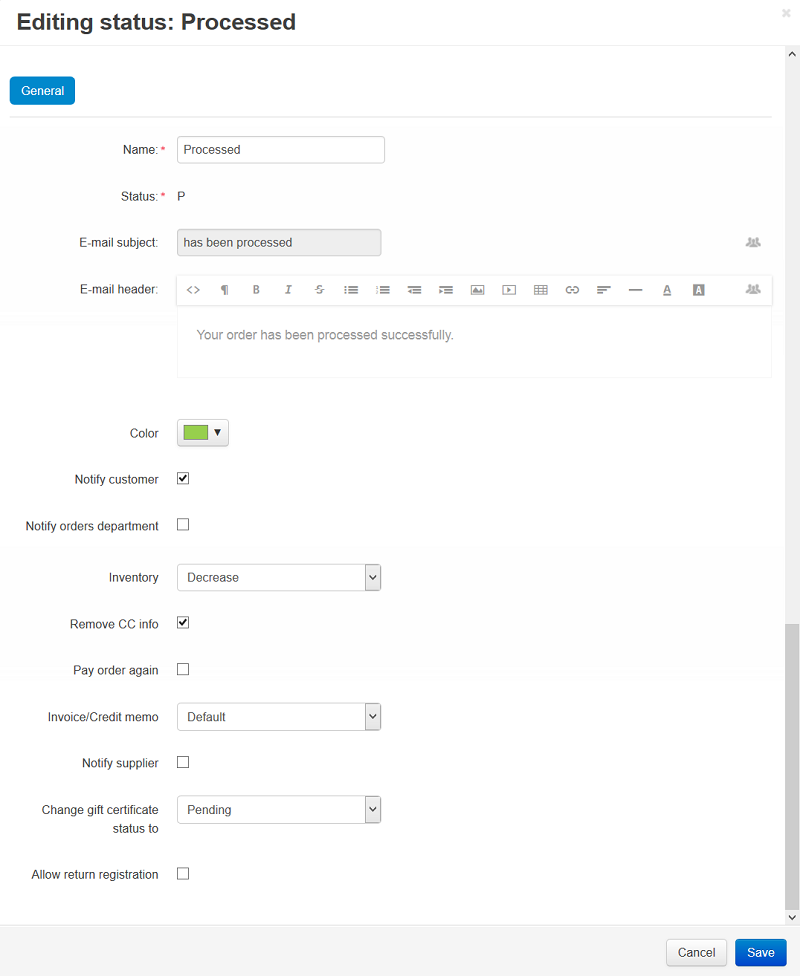 Editing status: Processed
General
Name: *
Processed
Status: *
P
E-mail subject:
has been processed
E-mail header:
Your order has been processed successfully.
Color
Notify customer
Notify orders department
Inventory
Decrease
Remove CC info
Pay order again
Invoice/Credit memo
Default
Notify supplier
Change gift certificate
status to
Pending
Allow return registration
Cancel
Save